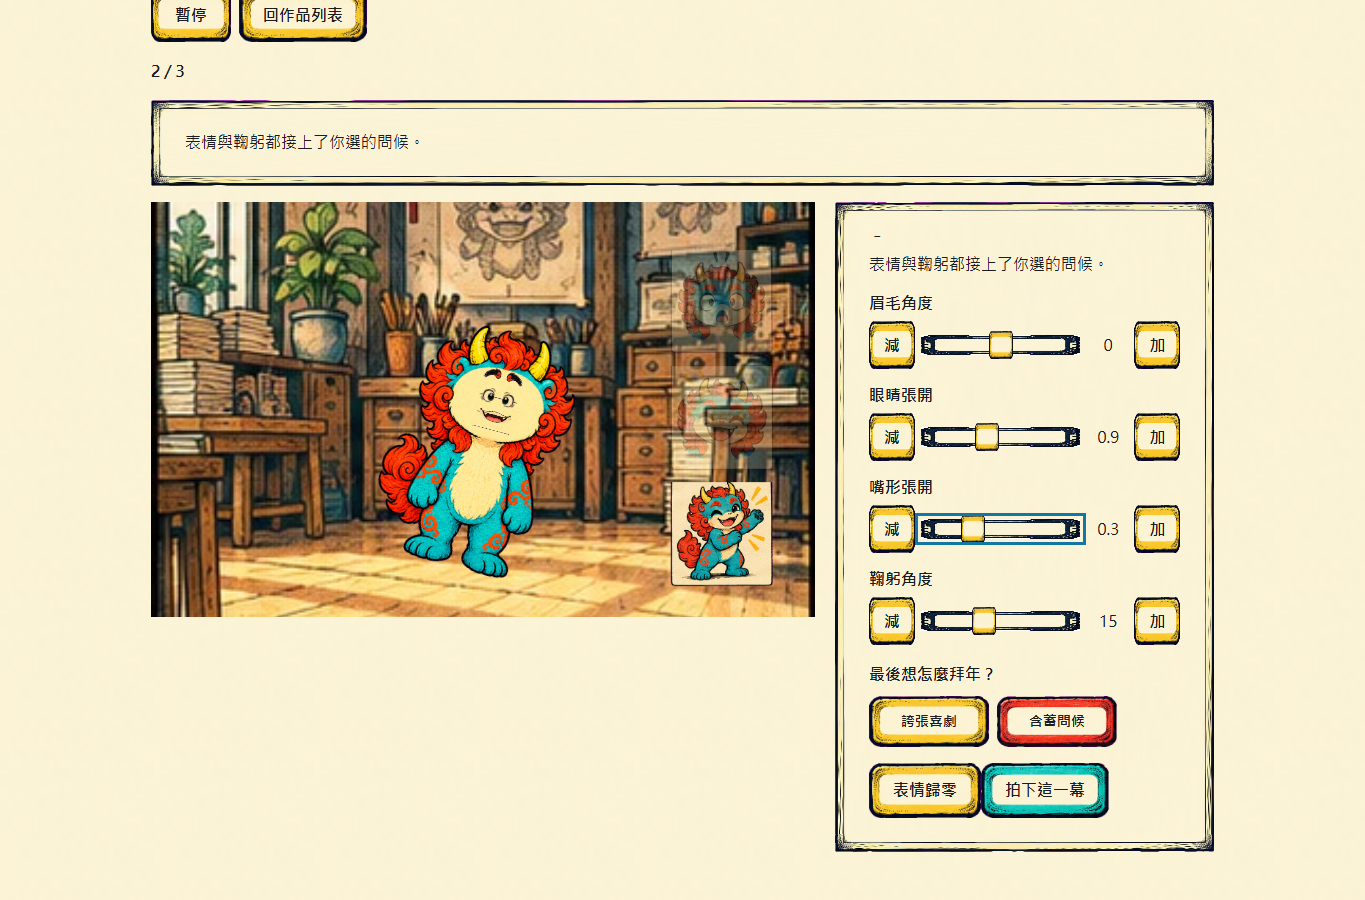 暫停
回作品列表
2 / 3
表情與鞠躬都接上了你選的問候。
–
表情與鞠躬都接上了你選的問候。
眉毛角度
減
0
加
眼睛張開
減
0.9
加
嘴形張開
減
0.3
加
鞠躬角度
減
15
加
最後想怎麼拜年？
誇張喜劇
含蓄問候
表情歸零
拍下這一幕